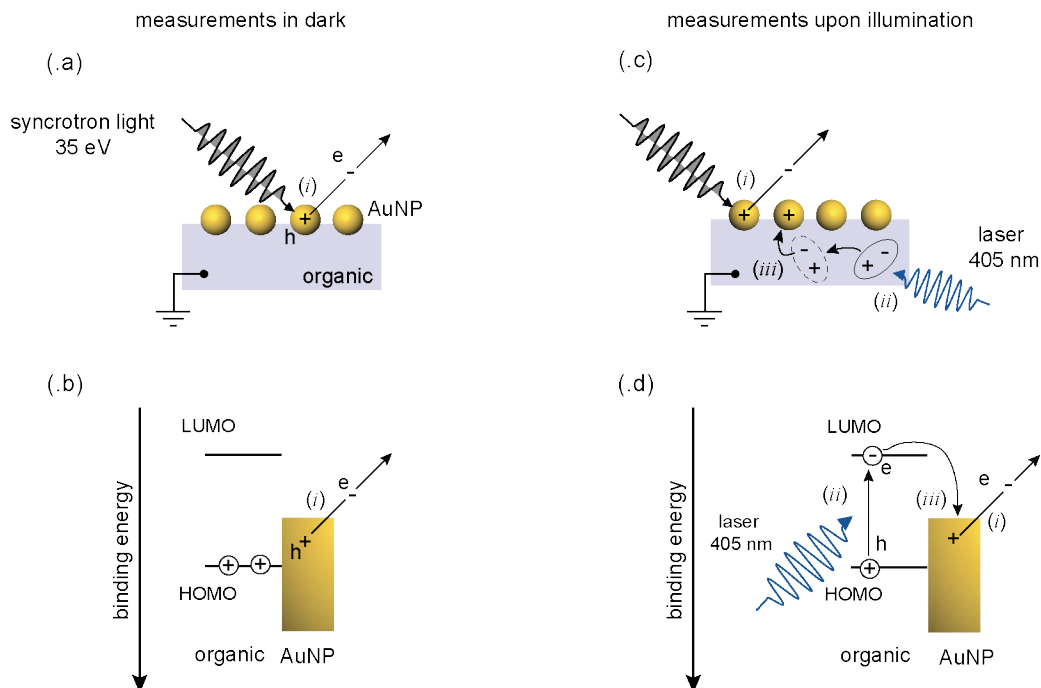 measurements in dark
measurements upon illumination
(.a)
syncrotron light
35 eV
e
-
(i)
+
AuNP
h
organic
(.c)
(i)
-
+
+
-
+
-
+
(iii)
(ii)
laser
405 nm
(.b)
binding energy
LUMO
e
-
(i)
h
+
+
+
HOMO
organic
AuNP
(.d)
binding energy
LUMO
-
e
e
-
(ii)
(iii)
(i)
laser
405 nm
+
h
+
HOMO
organic
AuNP